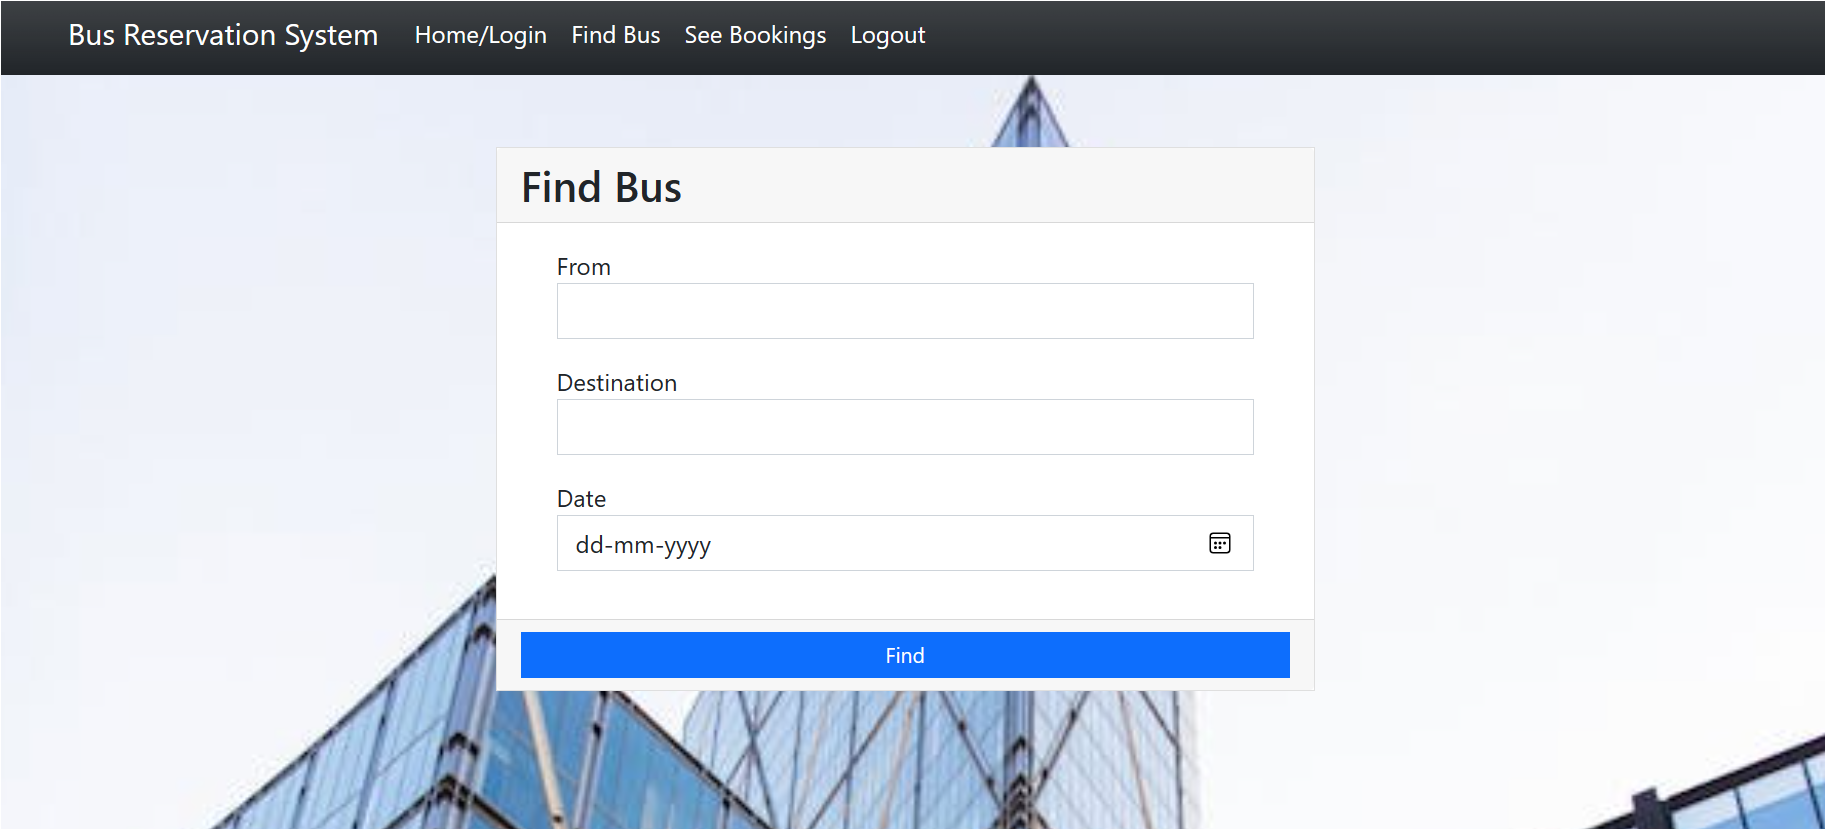 Bus Reservation System Home/Login Find Bus See Bookings Logout
Find Bus
From
Destination
Date
dd-mm-yyyy
Find